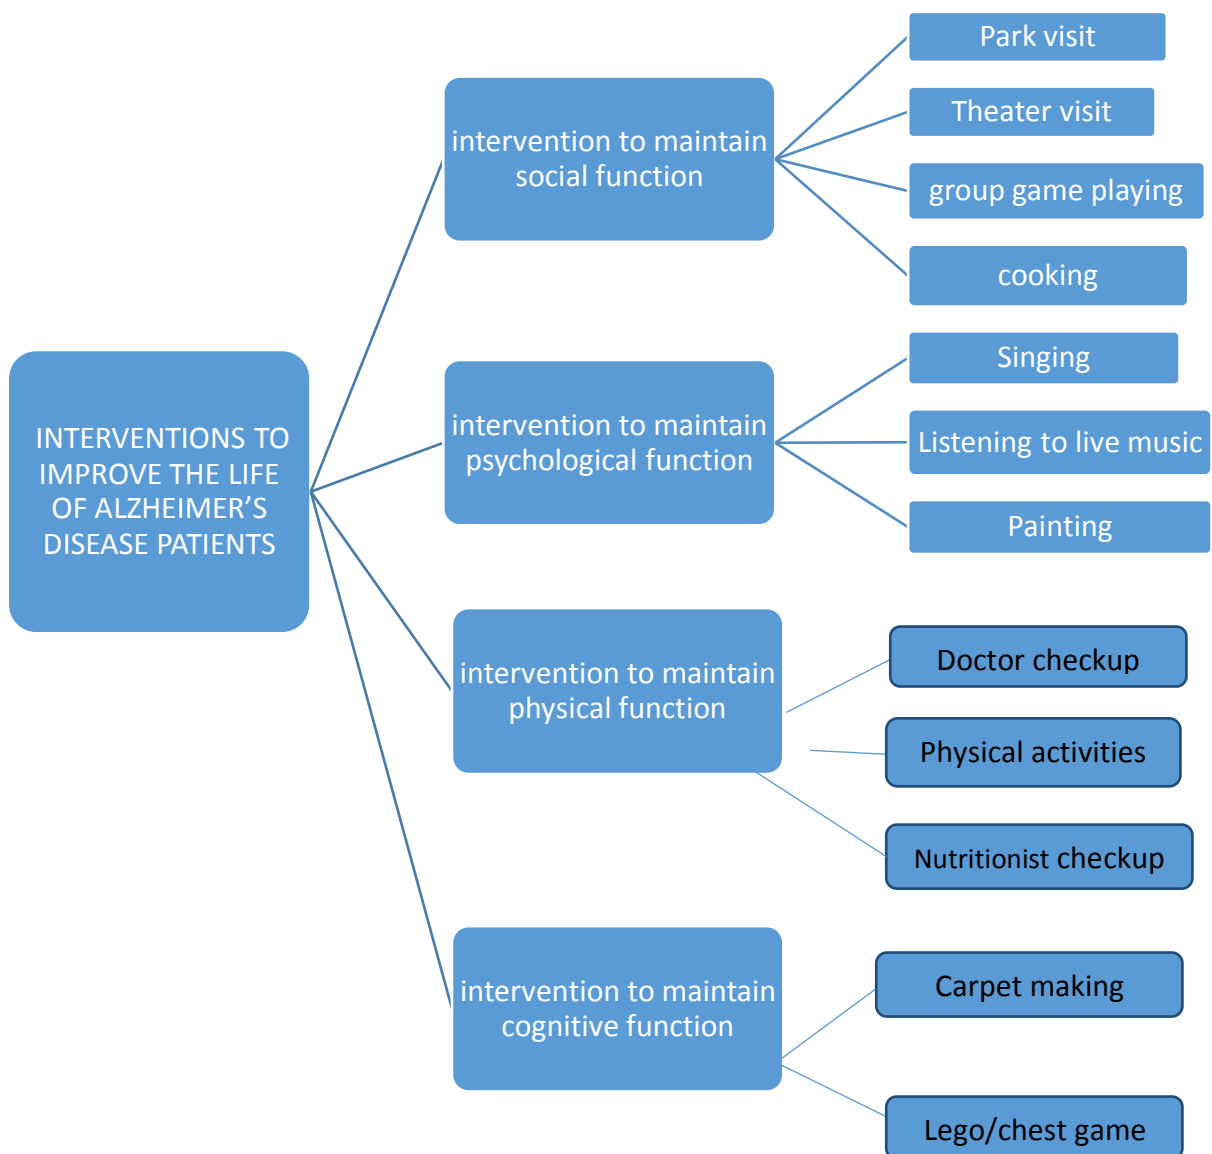 INTERVENTIONS TO
IMPROVE THE LIFE
OF ALZHEIMER’S
DISEASE PATIENTS
intervention to maintain
social function
Park visit
Theater visit
group game playing
cooking
intervention to maintain
psychological function
Singing
Listening to live music
Painting
intervention to maintain
physical function
Doctor checkup
Physical activities
Nutritionist checkup
intervention to maintain
cognitive function
Carpet making
Lego/chest game